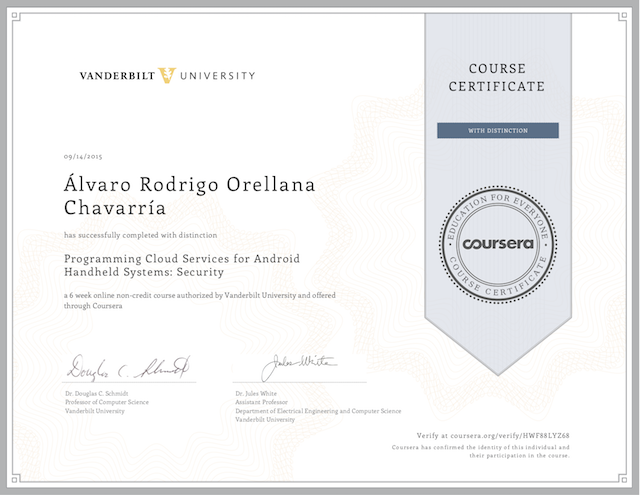 VANDERBILT V UNIVERSITY
COURSE
CERTIFICATE
WITH DISTINCTION
09/14/2015
Álvaro Rodrigo Orellana
Chavarría
has successfully completed with distinction
Programming Cloud Services for Android
Handheld Systems: Security
a 6 week online non-credit course authorized by Vanderbilt University and offered
through Coursera
EDUCATION FOR EVERYONE
coursera
COURSE CERTIFICATE
Douglas C. Schmidt
Jules White
Dr. Douglas C. Schmidt
Professor of Computer Science
Vanderbilt University
Dr. Jules White
Assistant Professor
Department of Electrical Engineering and Computer Science
Vanderbilt University
Verify at coursera.org/verify/HWF88LYZ68
Coursera has confirmed the identity of this individual and
their participation in the course.